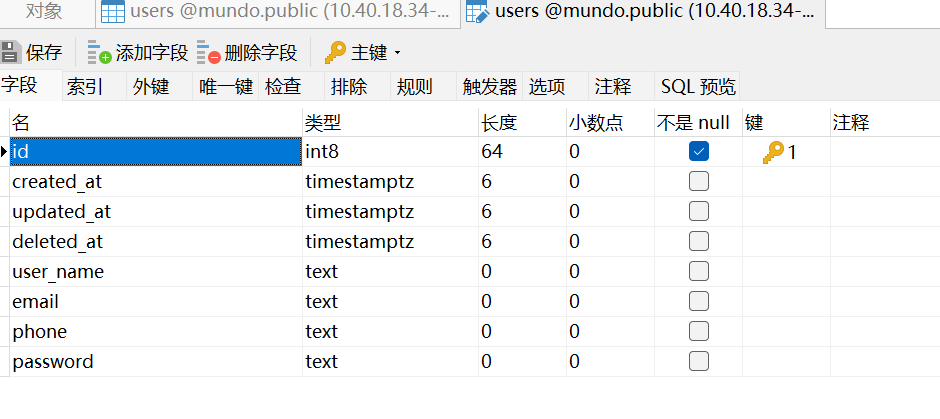 对象 users @mundo.public (10.40.18.34-... users @mundo.public (10.40.18.34-...
保存 添加字段 删除字段 主键
字段 索引 外键 唯一键 检查 排除 规则 触发器 选项 注释 SQL 预览
名 类型 长度 小数点 不是 null 键 注释
id int8 64 0 1
created_at timestamptz 6 0
updated_at timestamptz 6 0
deleted_at timestamptz 6 0
user_name text 0 0
email text 0 0
phone text 0 0
password text 0 0